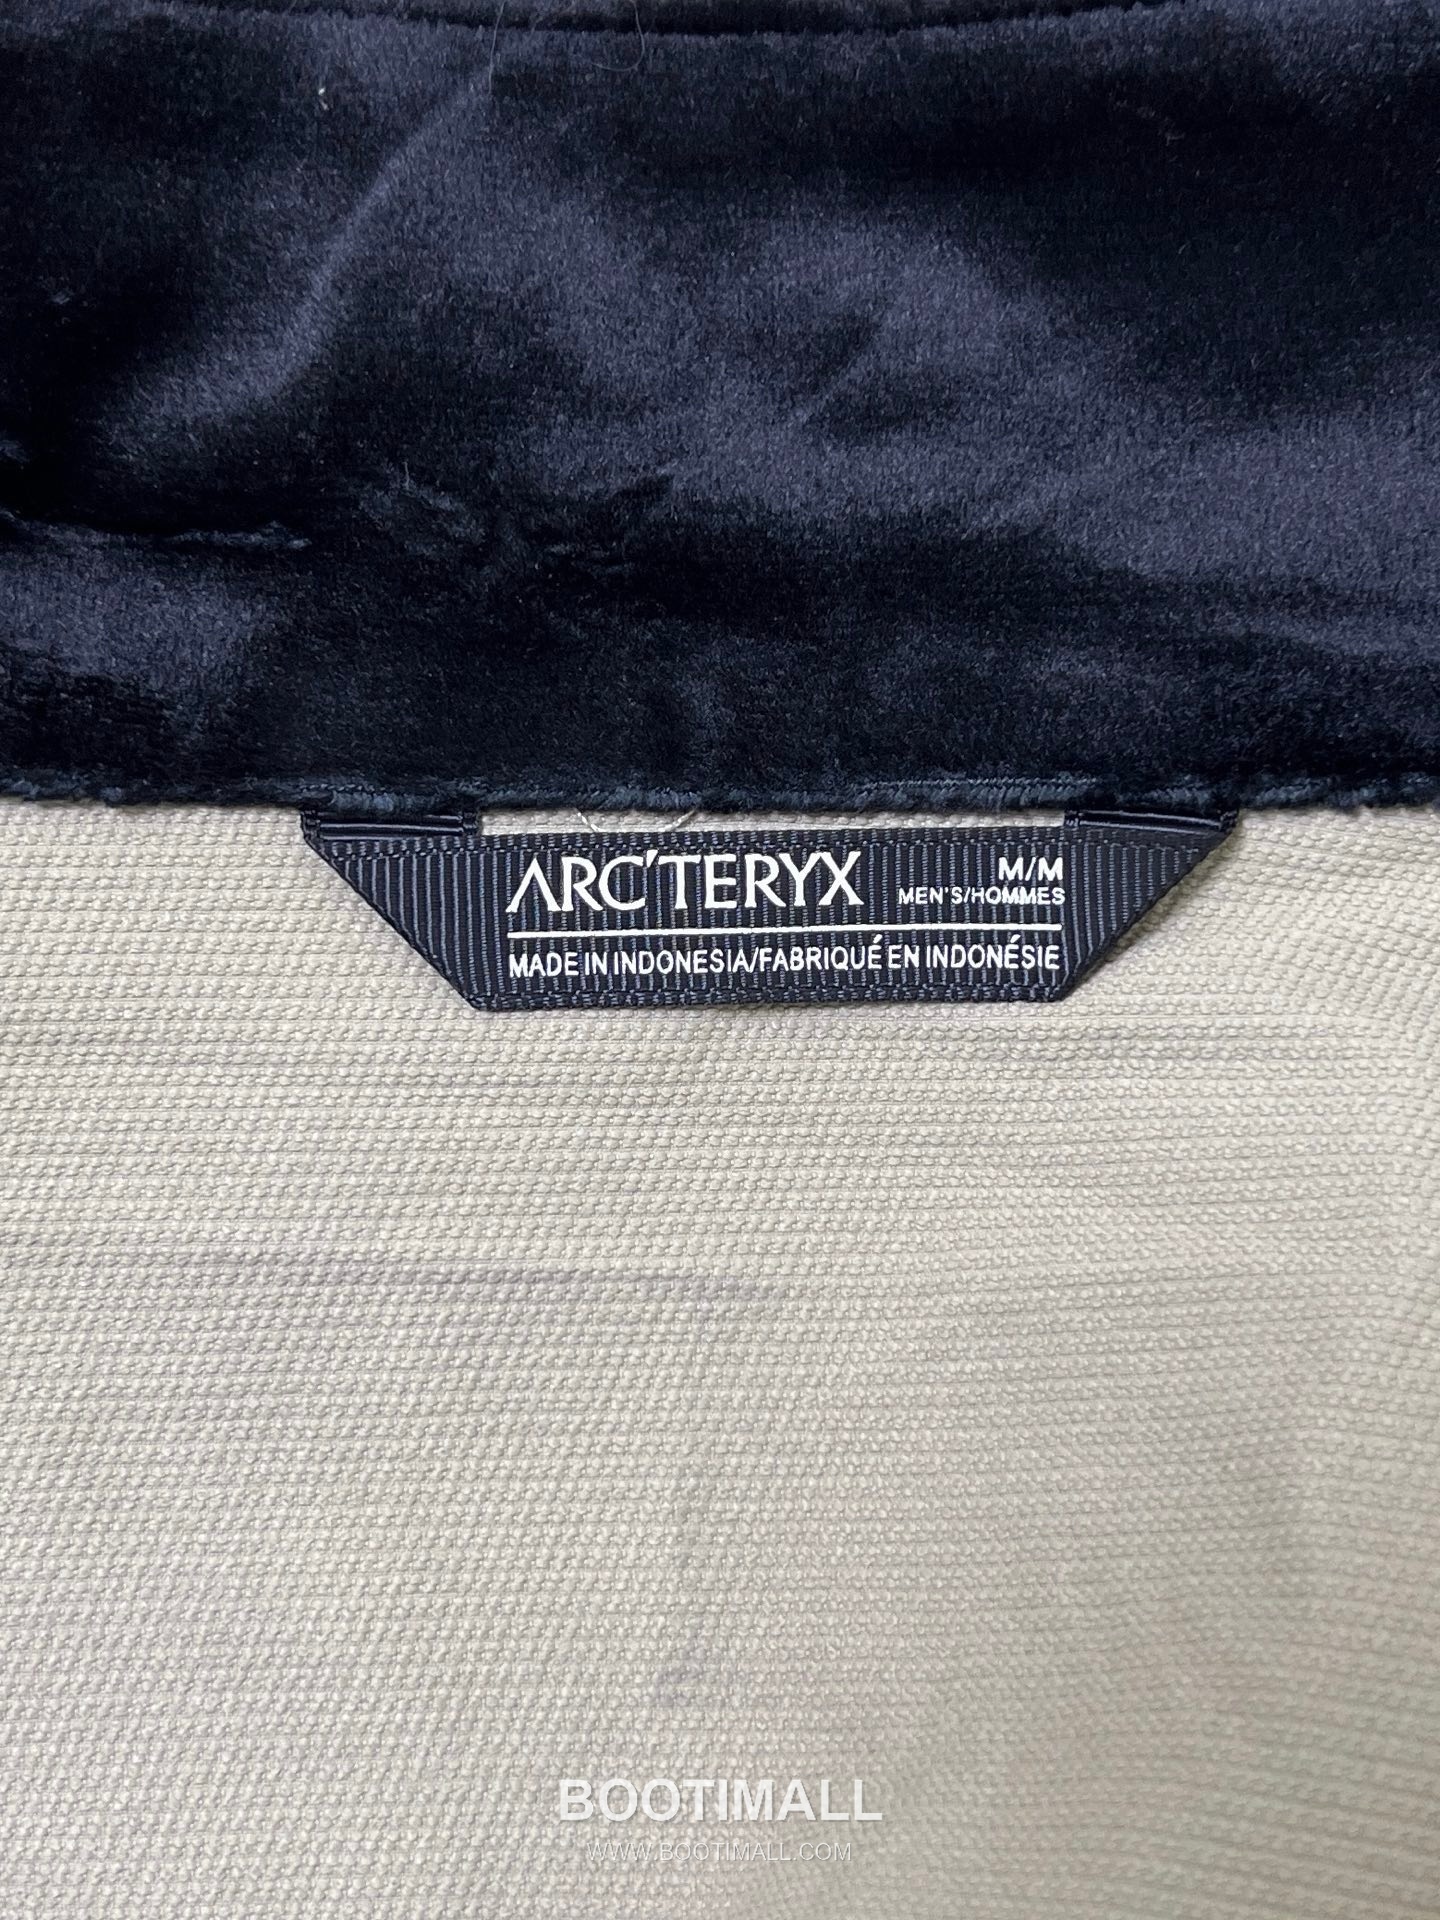 ARC'TERYX M/M
MEN'S/HOMMES
MADE IN INDONESIA/FABRIQUÉ EN INDONÉSIE
BOOTIMALL
WWW.BOOTIMALL.COM